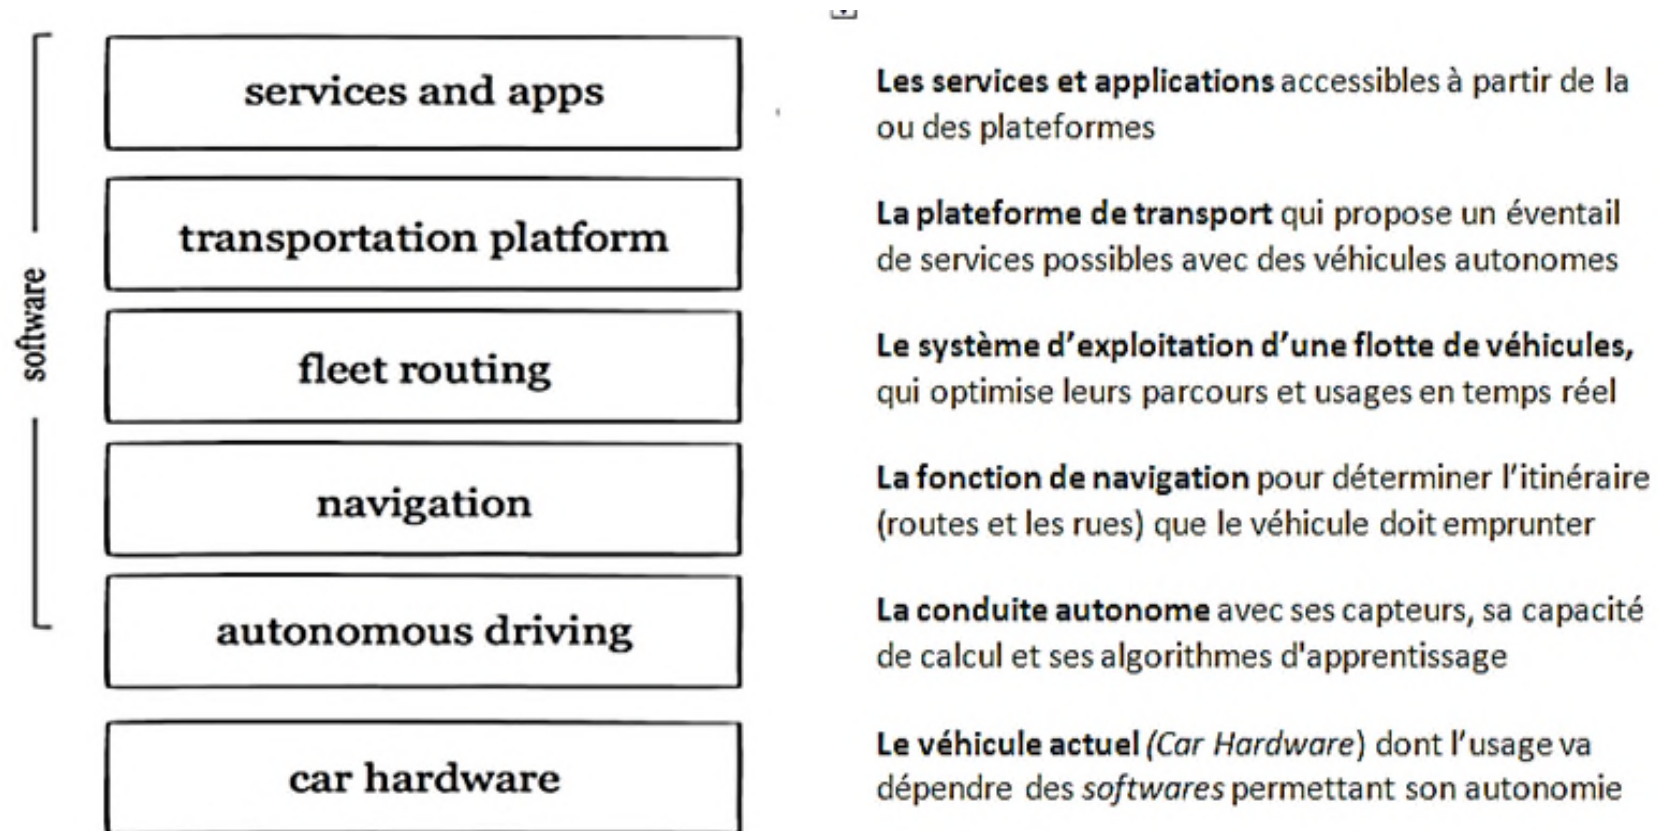 software
services and apps
Les services et applications accessibles à partir de la
ou des plateformes
transportation platform
La plateforme de transport qui propose un éventail
de services possibles avec des véhicules autonomes
fleet routing
Le système d’exploitation d’une flotte de véhicules,
qui optimise leurs parcours et usages en temps réel
navigation
La fonction de navigation pour déterminer l’itinéraire
(routes et les rues) que le véhicule doit emprunter
autonomous driving
La conduite autonome avec ses capteurs, sa capacité
de calcul et ses algorithmes d'apprentissage
car hardware
Le véhicule actuel (Car Hardware) dont l’usage va
dépendre des softwares permettant son autonomie